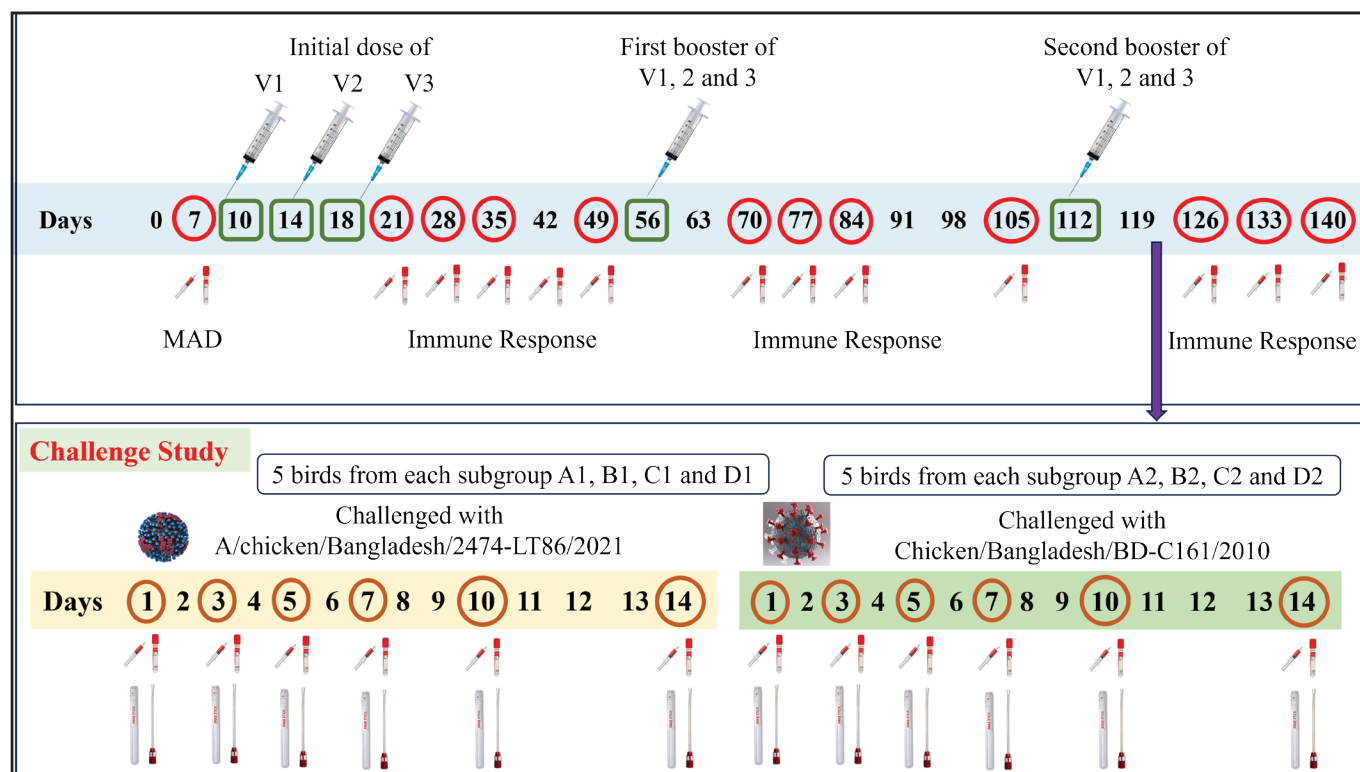 Initial dose of
V1 V2 V3
First booster of
V1, 2 and 3
Second booster of
V1, 2 and 3
Days 0 7 10 14 18 21 28 35 42 49 56 63 70 77 84 91 98 105 112 119 126 133 140
MAD
Immune Response
Immune Response
Immune Response
Challenge Study
5 birds from each subgroup A1, B1, C1 and D1
Challenged with
A/chicken/Bangladesh/2474-LT86/2021
Days 1 2 3 4 5 6 7 8 9 10 11 12 13 14
5 birds from each subgroup A2, B2, C2 and D2
Challenged with
Chicken/Bangladesh/BD-C161/2010
1 2 3 4 5 6 7 8 9 10 11 12 13 14